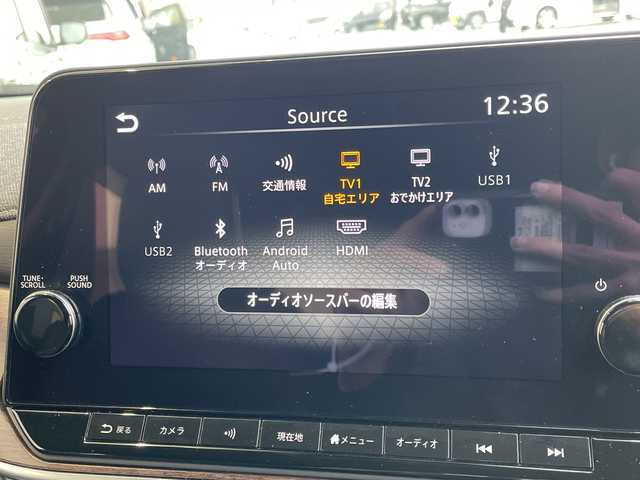 Source
12:36
AM
FM
交通情報
TV1
自宅エリア
TV2
おでかけエリア
USB1
USB2
Bluetooth
オーディオ
Android
Auto
HDMI
TUNE·
SCROLL
PUSH
SOUND
オーディオソースバーの編集
戻る
カメラ
現在地
メニュー
オーディオ